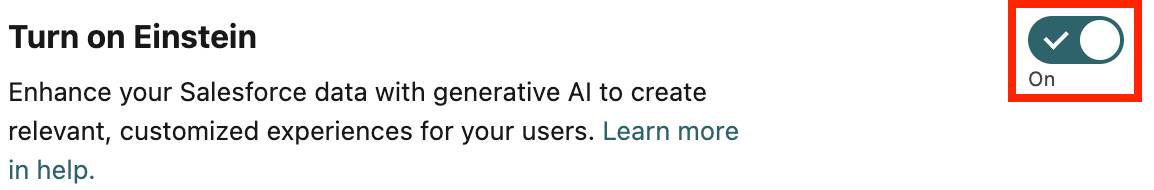 Turn on Einstein
On
Enhance your Salesforce data with generative AI to create
relevant, customized experiences for your users. Learn more
in help.